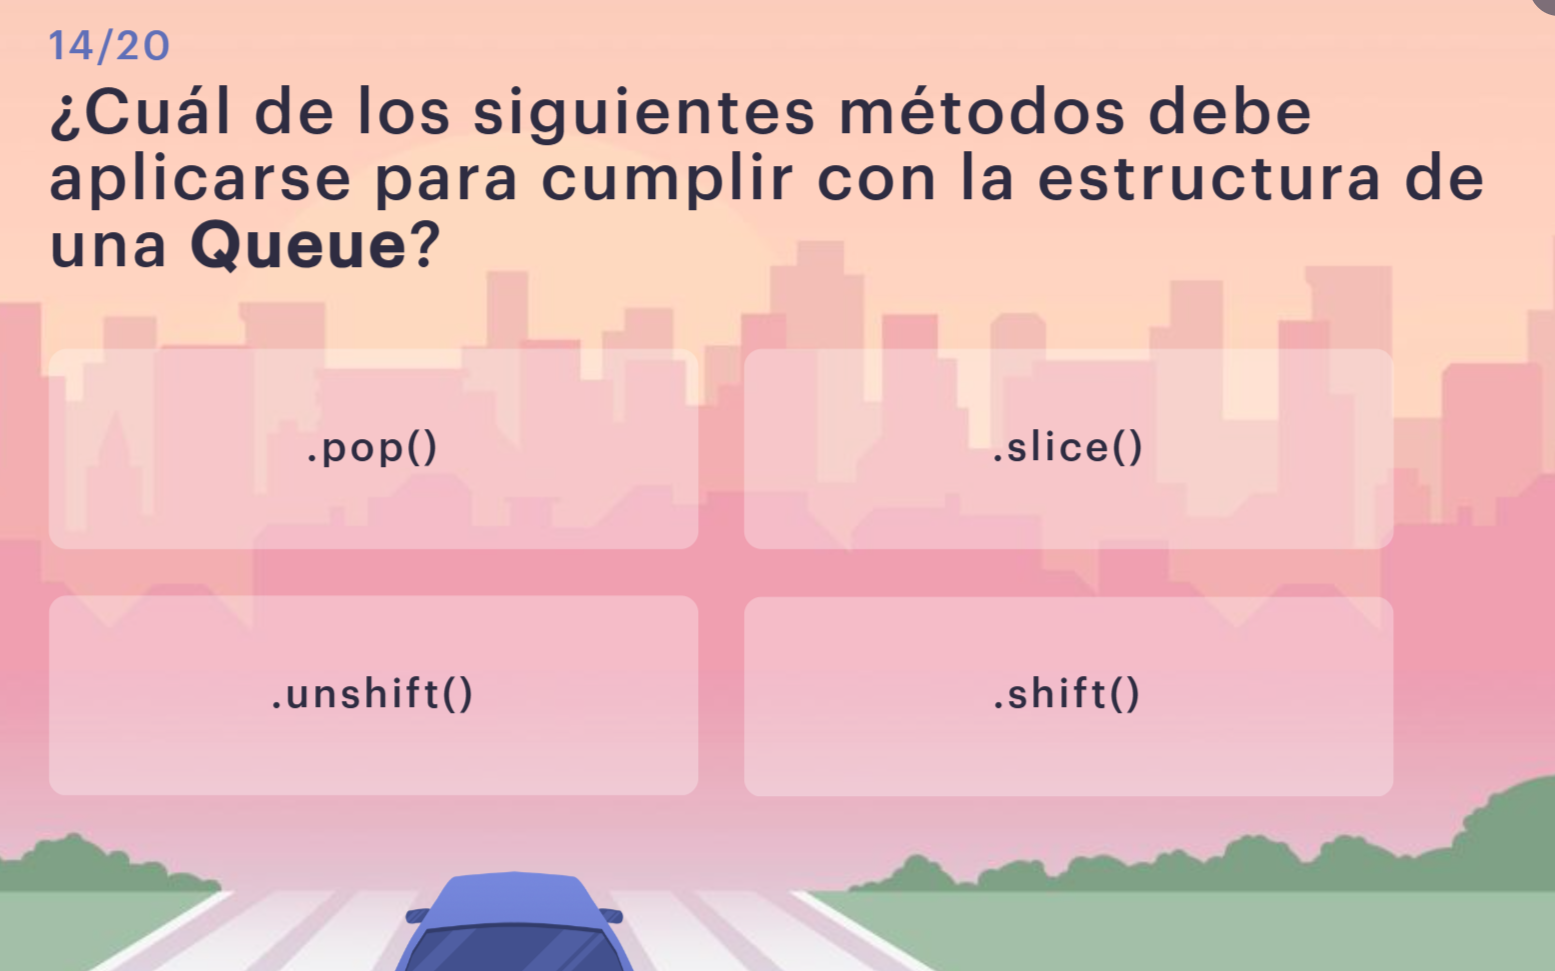 14/20
¿Cuál de los siguientes métodos debe
aplicarse para cumplir con la estructura de
una Queue?
.pop()
.slice()
.unshift()
.shift()